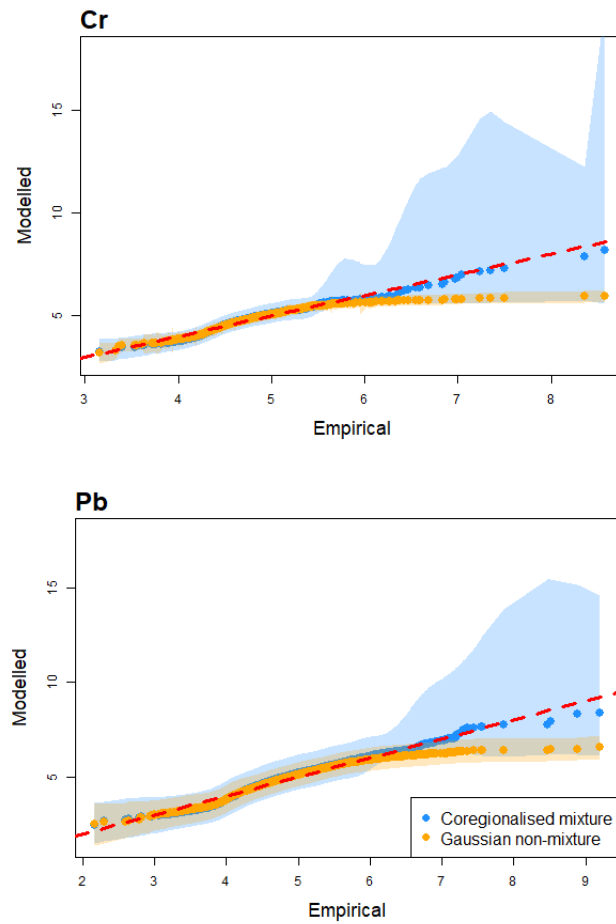 Cr
15
10
5
Modelled
3 4 5 6 7 8
Empirical
Pb
15
10
5
Modelled
Coregionalised mixture
Gaussian non-mixture
2 3 4 5 6 7 8 9
Empirical